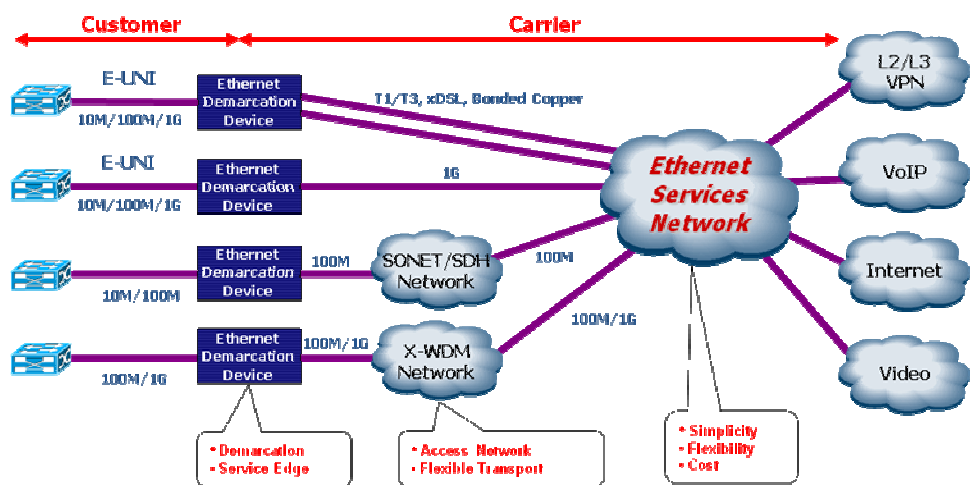 Customer
Carrier
E-UNI
10M/100M/1G
Ethernet
Demarcation
Device
T1/T3, xDSL, Bonded Copper
L2/L3
VPN
E-UNI
10M/100M/1G
Ethernet
Demarcation
Device
1G
Ethernet
Services
Network
VoIP
10M/100M
Ethernet
Demarcation
Device
100M
SONET/SDH
Network
100M
Internet
100M/1G
Ethernet
Demarcation
Device
100M/1G
X-WDM
Network
100M/1G
Video
• Demarcation
• Service Edge
• Access Network
• Flexible Transport
• Simplicity
• Flexibility
• Cost